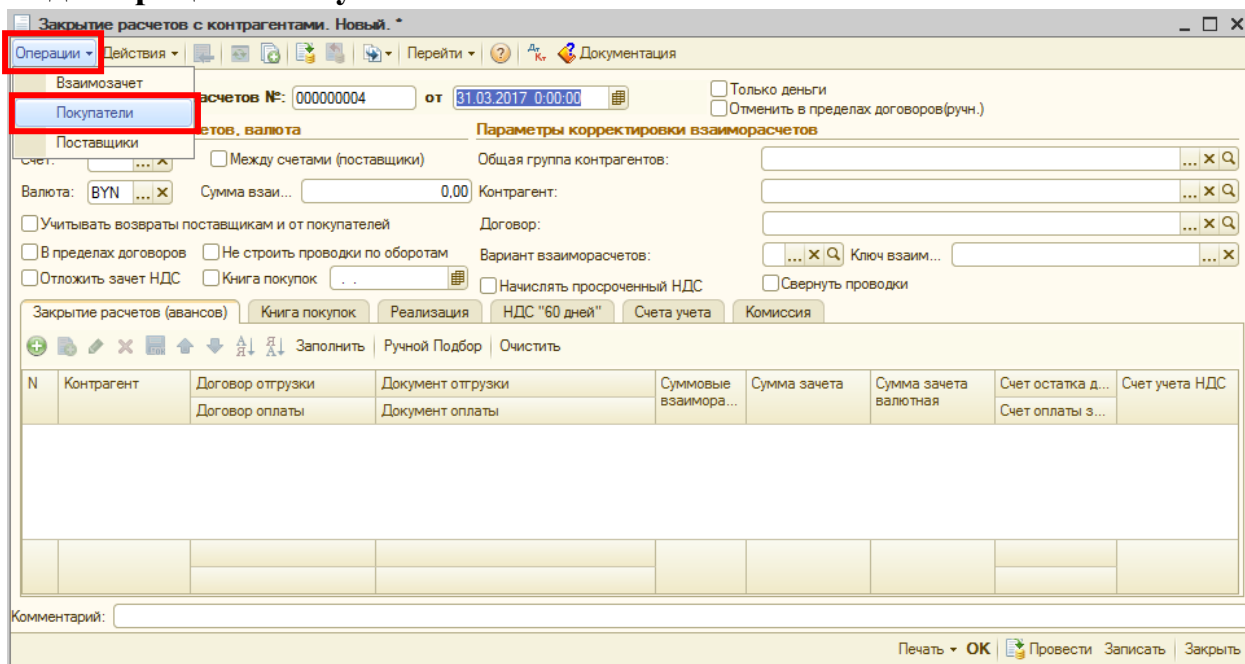 Закрытие расчетов с контрагентами. Новый. *
Операции Действия Перейти Дт Кт Документация
Взаимозачет
Покупатели
Поставщики
асчетов №: 000000004 от 31.03.2017 0:00:00
Только деньги
Отменить в пределах договоров(ручн.)
етов, валюта Параметры корректировки взаиморасчетов
Счет: ... Между счетами (поставщики) Общая группа контрагентов: ...
Валюта: BYN ... Сумма взаи... 0,00 Контрагент: ...
Учитывать возвраты поставщикам и от покупателей Договор: ...
В пределах договоров Не строить проводки по оборотам Вариант взаиморасчетов: ... Ключ взаим... ...
Отложить зачет НДС Книга покупок . . Начислять просроченный НДС Свернуть проводки
Закрытие расчетов (авансов) Книга покупок Реализация НДС "60 дней" Счета учета Комиссия
Заполнить Ручной Подбор Очистить
N Контрагент Договор отгрузки Документ отгрузки Суммовые взаимора... Сумма зачета Сумма зачета валютная Счет остатка д... Счет учета НДС
Договор оплаты Документ оплаты Счет оплаты з...
Комментарий:
Печать OK Провести Записать Закрыть